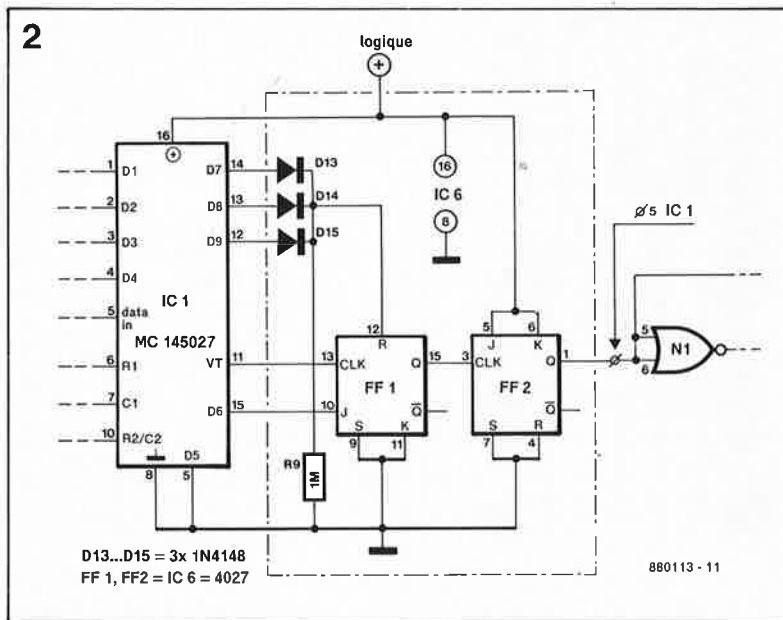 2
logique
+
16
+
1 D1 D7 14 D13
2 D2 D8 13 D14
3 D3 D9 12 D15
4 D4
5 data in
IC 1
MC 145027
6 R1 VT 11
7 C1 D6 15
10 R2/C2
D5
8 5
16
IC 6
8
ø5 IC 1
12
R
13 CLK Q 15
FF 1
10 J Q̅
S K
9 11
5 6
J K
3 CLK Q 1
FF 2
Q̅
S R
7 4
5
N1
6
R9
1M
D13...D15 = 3x 1N4148
FF 1, FF2 = IC 6 = 4027
880113 - 11